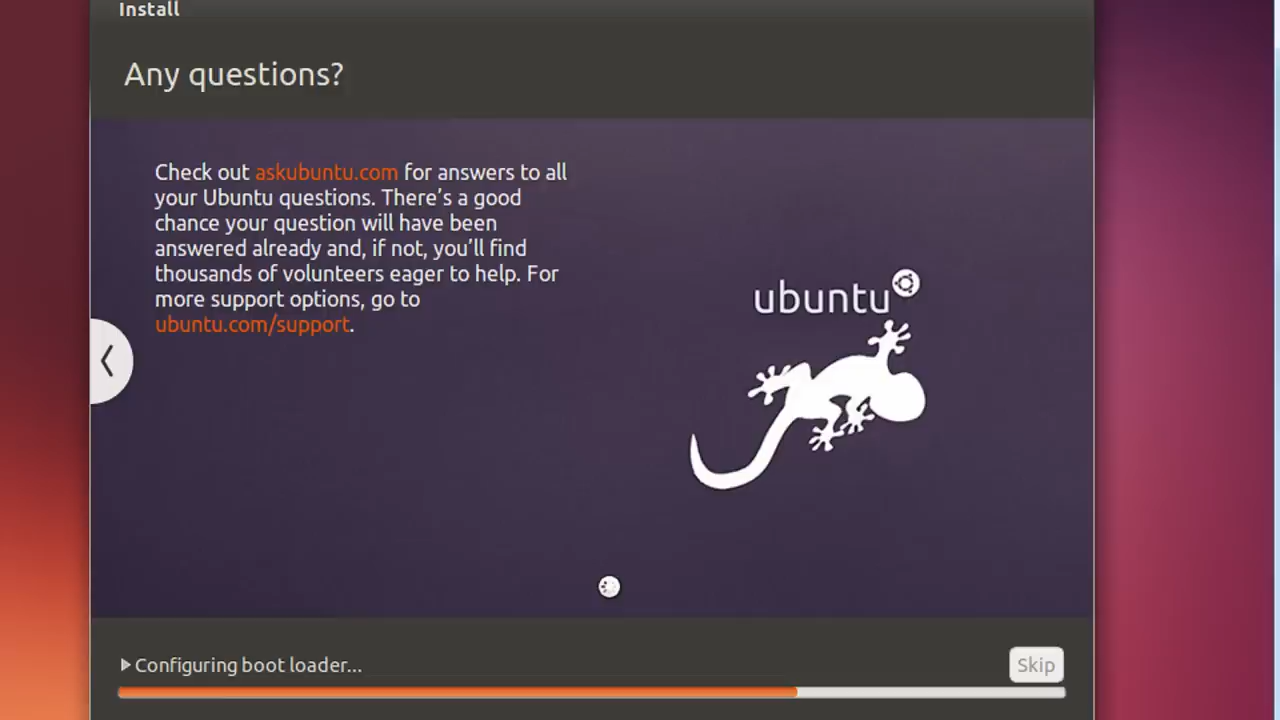 Install
Any questions?
Check out askubuntu.com for answers to all
your Ubuntu questions. There’s a good
chance your question will have been
answered already and, if not, you’ll find
thousands of volunteers eager to help. For
more support options, go to
ubuntu.com/support.
ubuntu
Configuring boot loader...
Skip